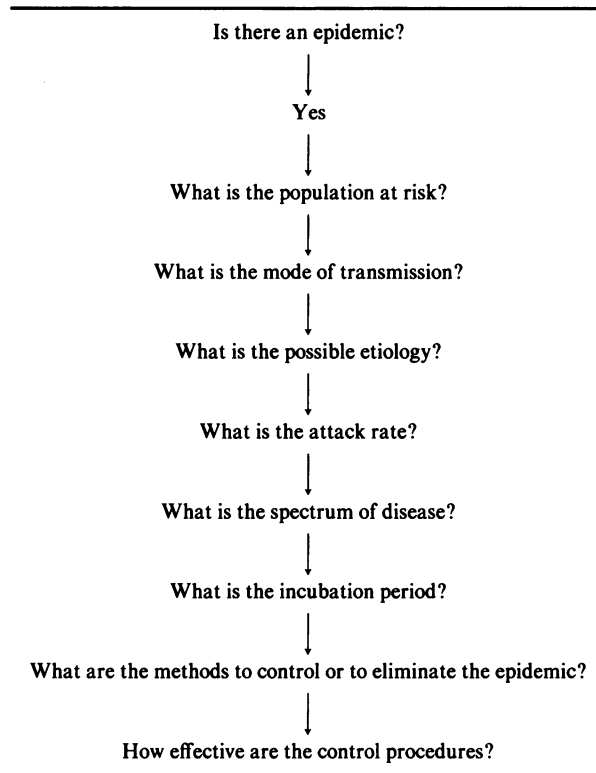 Is there an epidemic?
Yes
What is the population at risk?
What is the mode of transmission?
What is the possible etiology?
What is the attack rate?
What is the spectrum of disease?
What is the incubation period?
What are the methods to control or to eliminate the epidemic?
How effective are the control procedures?